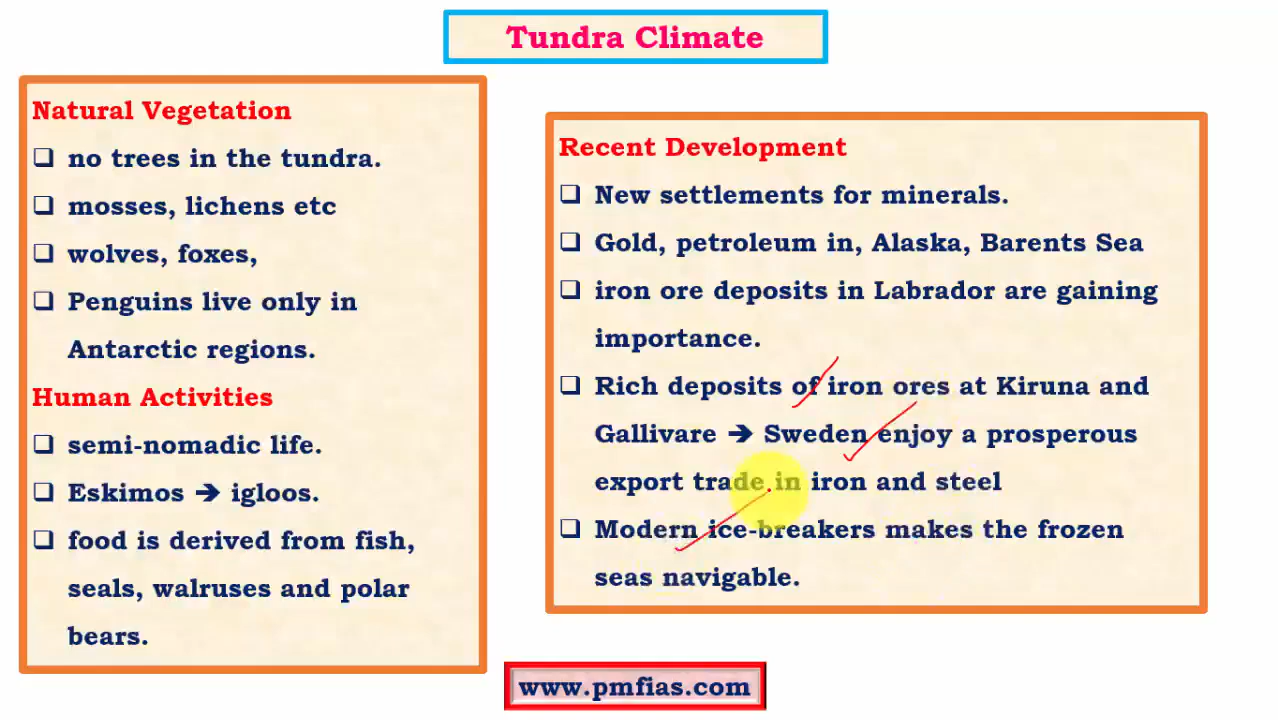 Tundra Climate
Natural Vegetation
❑ no trees in the tundra.
❑ mosses, lichens etc
❑ wolves, foxes,
❑ Penguins live only in
Antarctic regions.
Human Activities
❑ semi-nomadic life.
❑ Eskimos ➔ igloos.
❑ food is derived from fish,
seals, walruses and polar
bears.
Recent Development
❑ New settlements for minerals.
❑ Gold, petroleum in, Alaska, Barents Sea
❑ iron ore deposits in Labrador are gaining
importance.
❑ Rich deposits of iron ores at Kiruna and
Gallivare ➔ Sweden enjoy a prosperous
export trade in iron and steel
❑ Modern ice-breakers makes the frozen
seas navigable.
www.pmfias.com